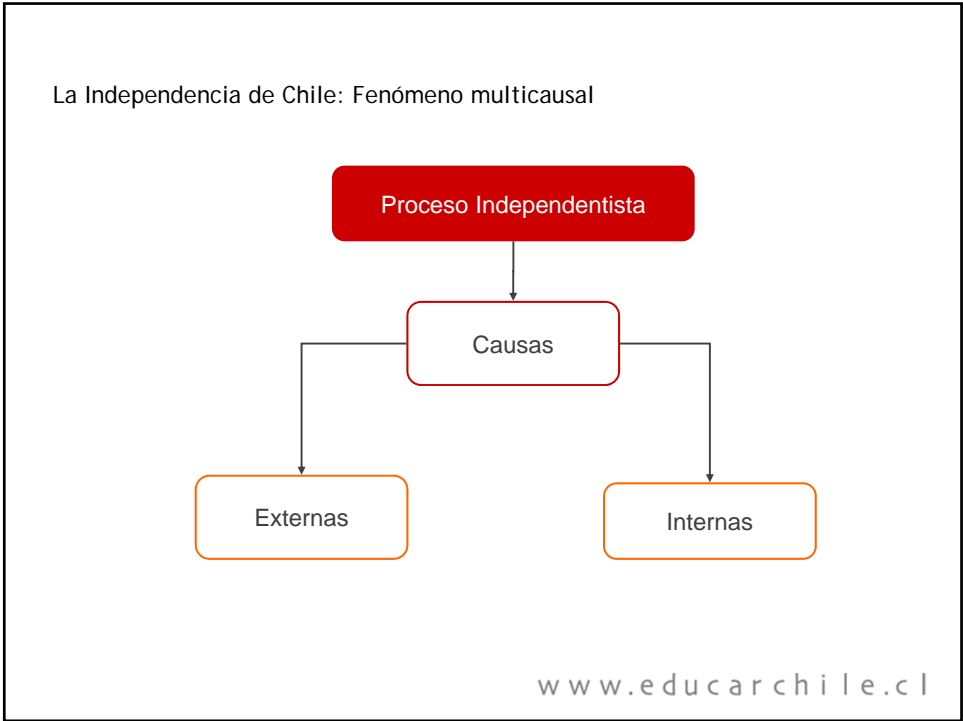 La Independencia de Chile: Fenómeno multicausal
Proceso Independentista
Causas
Externas
Internas
www.educarchile.cl